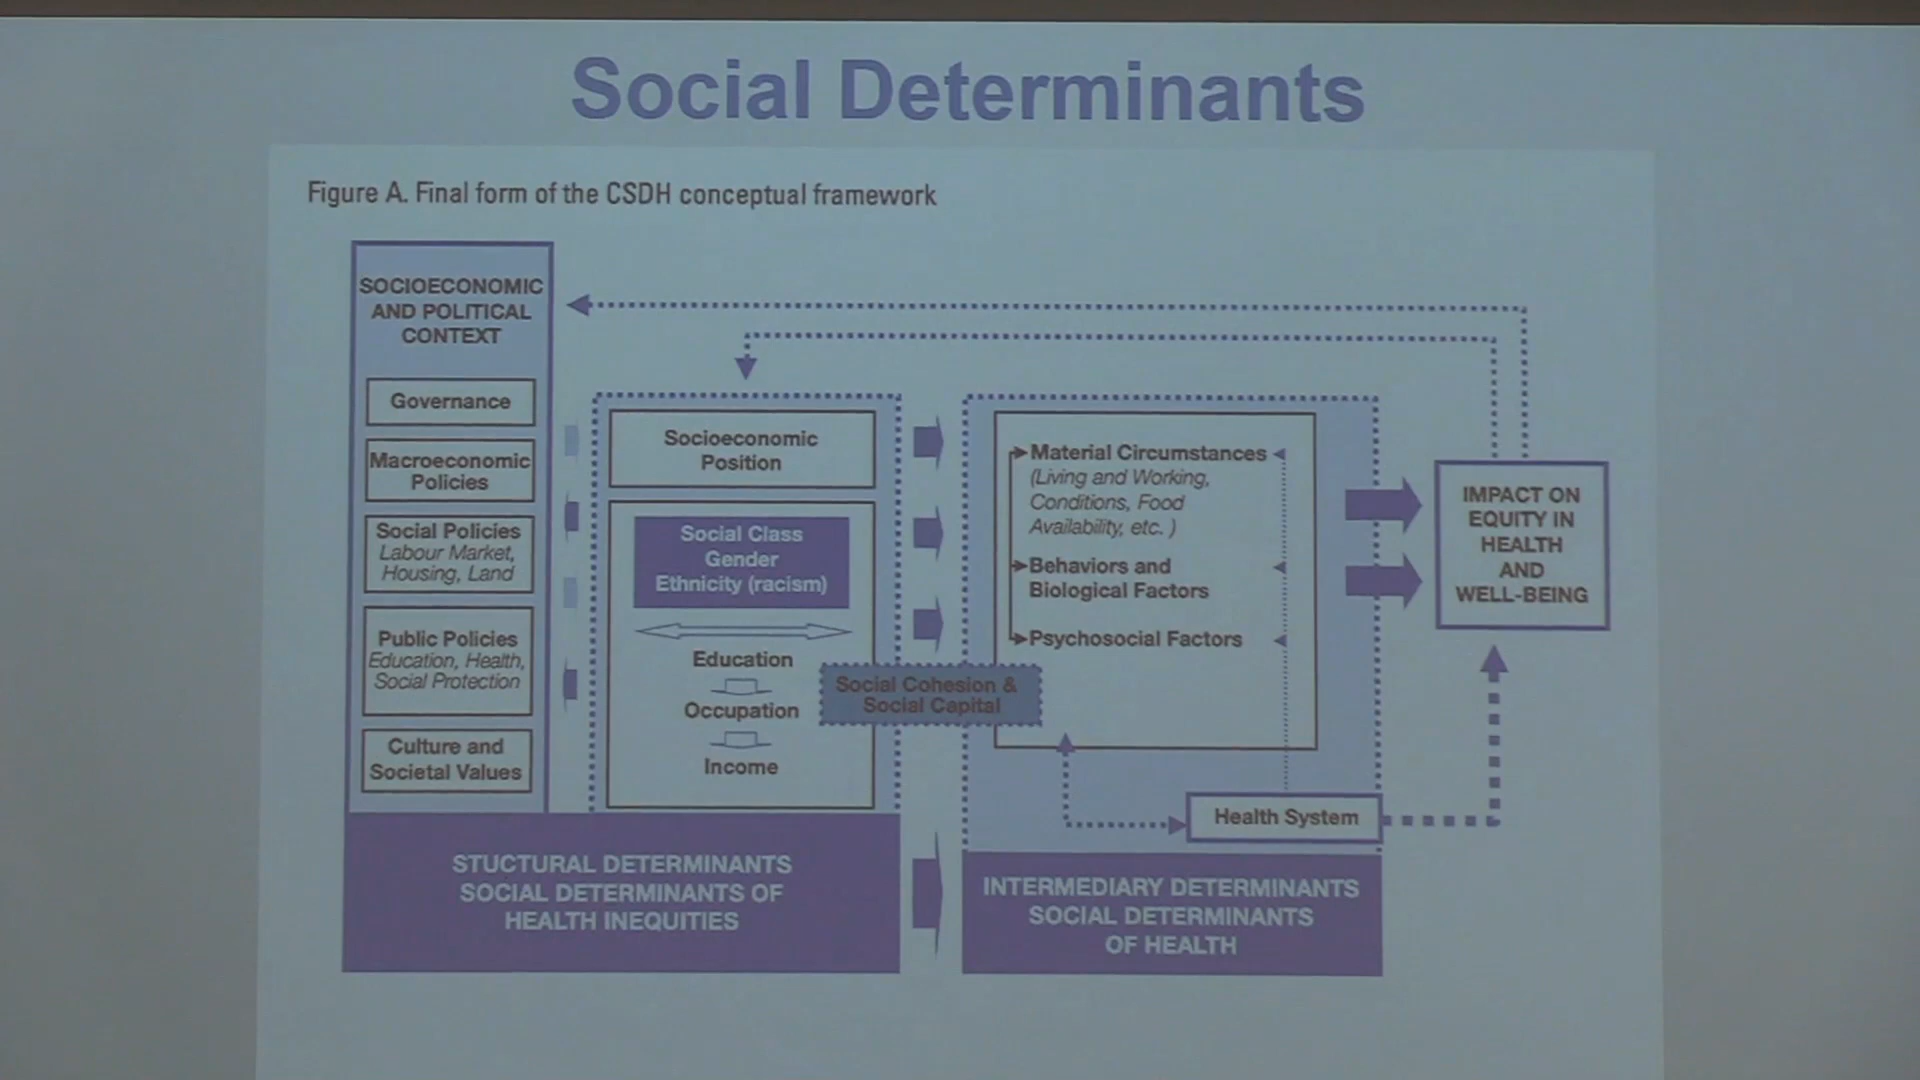 Social Determinants
Figure A. Final form of the CSDH conceptual framework
SOCIOECONOMIC
AND POLITICAL
CONTEXT
Governance
Macroeconomic
Policies
Social Policies
Labour Market,
Housing, Land
Public Policies
Education, Health,
Social Protection
Culture and
Societal Values
Socioeconomic
Position
Social Class
Gender
Ethnicity (racism)
Education
Occupation
Income
Social Cohesion &
Social Capital
Material Circumstances
(Living and Working,
Conditions, Food
Availability, etc. )
Behaviors and
Biological Factors
Psychosocial Factors
Health System
IMPACT ON
EQUITY IN
HEALTH
AND
WELL-BEING
STUCTURAL DETERMINANTS
SOCIAL DETERMINANTS OF
HEALTH INEQUITIES
INTERMEDIARY DETERMINANTS
SOCIAL DETERMINANTS
OF HEALTH